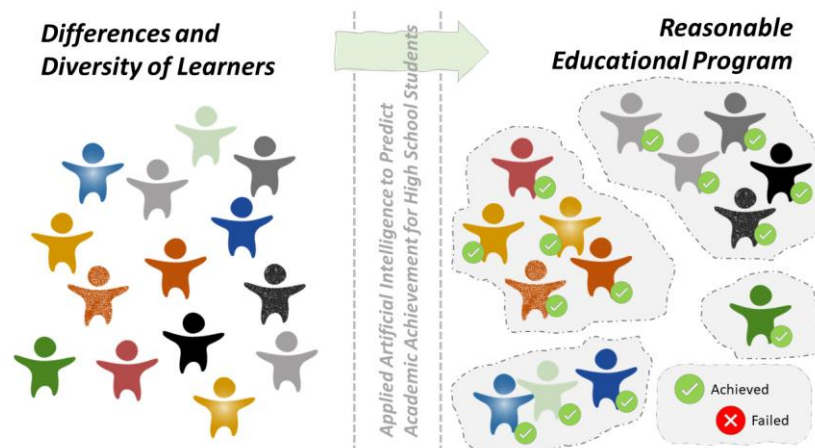 Differences and
Diversity of Learners
Applied Artificial Intelligence to Predict
Academic Achievement for High School Students
Reasonable
Educational Program
Achieved
Failed